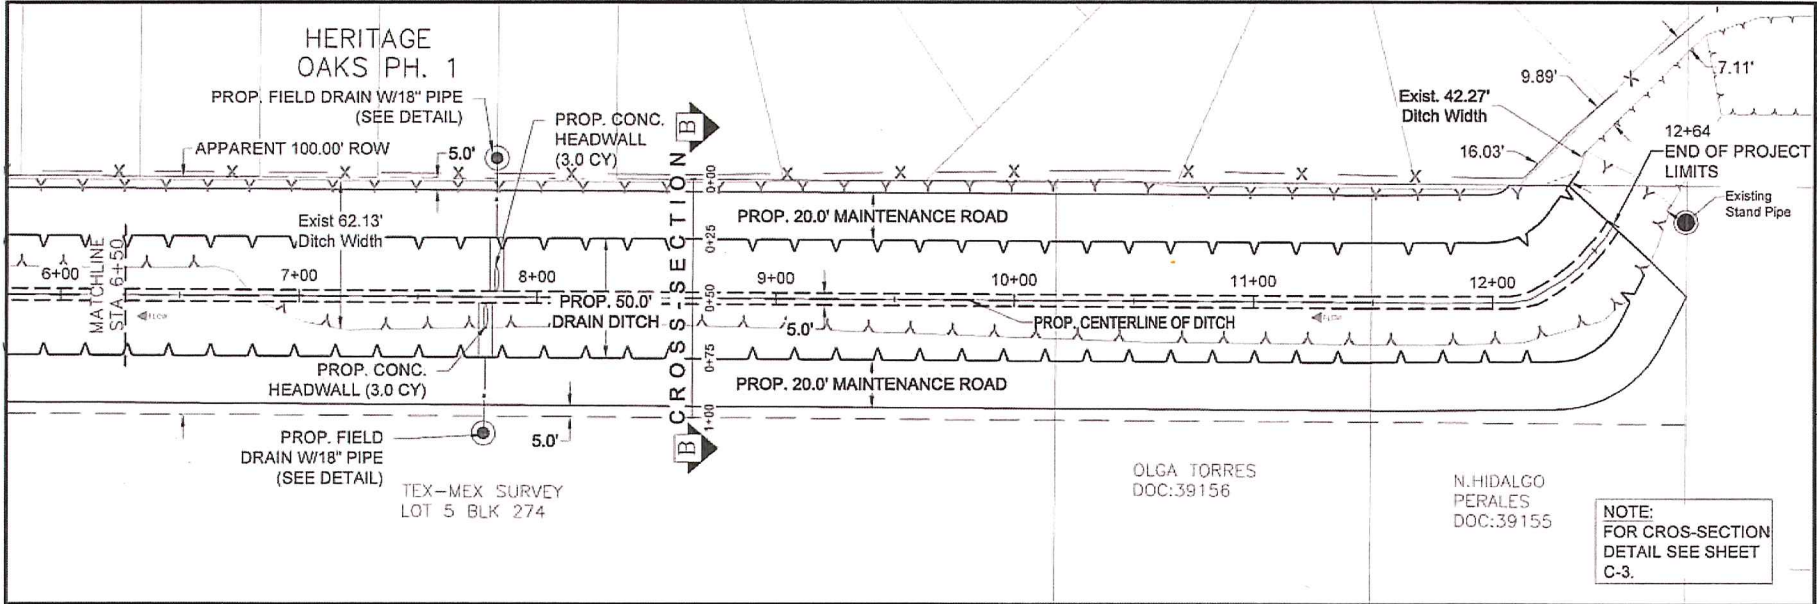 HERITAGE
OAKS PH. 1
PROP. FIELD DRAIN W/18" PIPE
(SEE DETAIL)
PROP. CONC.
HEADWALL
(3.0 CY)
APPARENT 100.00' ROW
5.0'
B
9.89'
7.11'
Exist. 42.27'
Ditch Width
16.03'
12+64
END OF PROJECT
LIMITS
Existing
Stand Pipe
Exist 62.13'
Ditch Width
PROP. 20.0' MAINTENANCE ROAD
MATCHLINE
STA 6+50
6+00
7+00
8+00
9+00
10+00
11+00
12+00
CROSS-SECTION
0+00
0+25
0+50
0+75
1+00
FLOW
PROP. 50.0'
DRAIN DITCH
5.0'
PROP. CENTERLINE OF DITCH
FLOW
PROP. CONC.
HEADWALL (3.0 CY)
PROP. 20.0' MAINTENANCE ROAD
PROP. FIELD
DRAIN W/18" PIPE
(SEE DETAIL)
5.0'
B
TEX-MEX SURVEY
LOT 5 BLK 274
OLGA TORRES
DOC:39156
N.HIDALGO
PERALES
DOC:39155
NOTE:
FOR CROS-SECTION
DETAIL SEE SHEET
C-3.